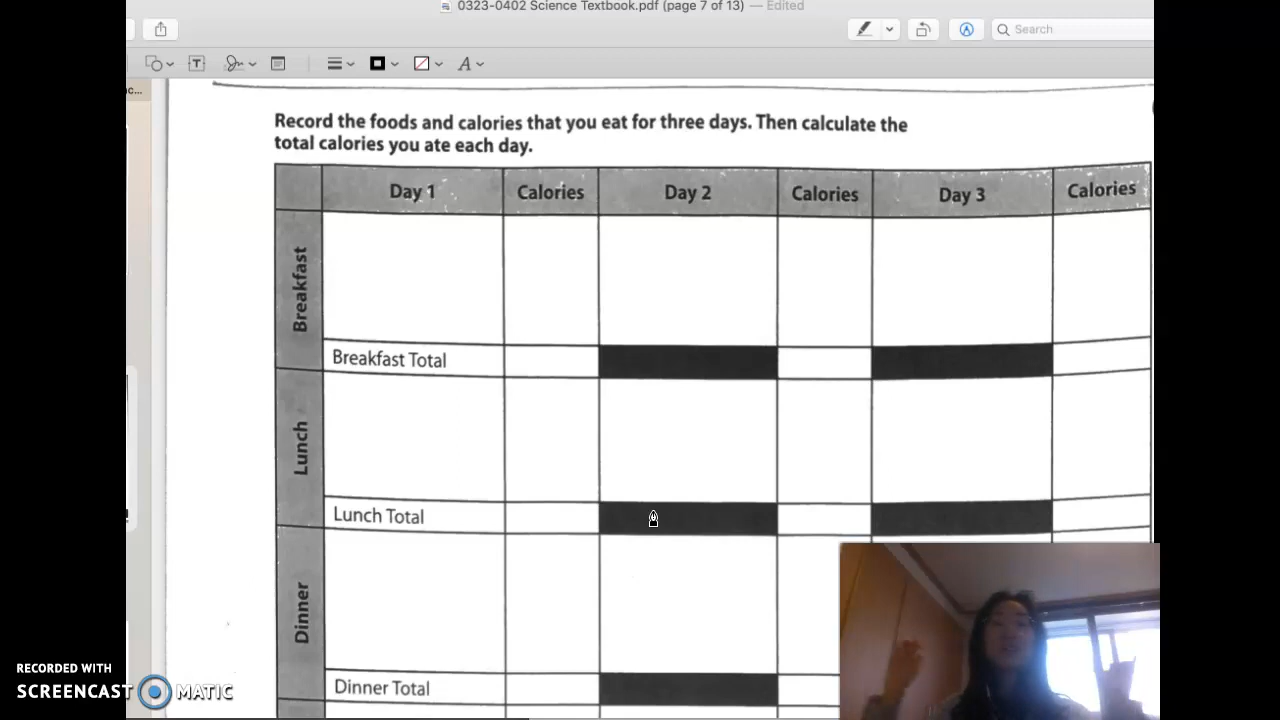 0323-0402 Science Textbook.pdf (page 7 of 13) — Edited
Search
Record the foods and calories that you eat for three days. Then calculate the
total calories you ate each day.
Day 1 Calories Day 2 Calories Day 3 Calories
Breakfast
Breakfast Total
Lunch
Lunch Total
Dinner
Dinner Total
RECORDED WITH
SCREENCAST MATIC